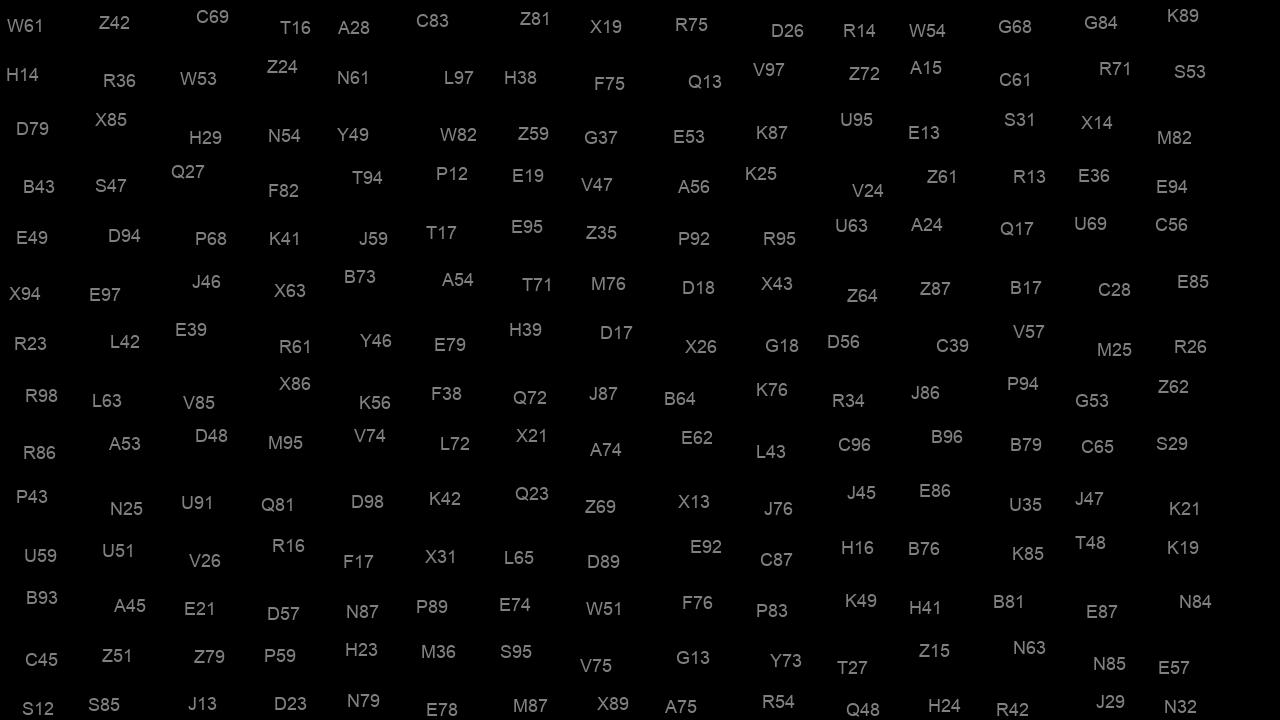 W61 Z42 C69 T16 A28 C83 Z81 X19 R75 D26 R14 W54 G68 G84 K89
H14 R36 W53 Z24 N61 L97 H38 F75 Q13 V97 Z72 A15 C61 R71 S53
D79 X85 H29 N54 Y49 W82 Z59 G37 E53 K87 U95 E13 S31 X14 M82
B43 S47 Q27 F82 T94 P12 E19 V47 A56 K25 V24 Z61 R13 E36 E94
E49 D94 P68 K41 J59 T17 E95 Z35 P92 R95 U63 A24 Q17 U69 C56
X94 E97 J46 X63 B73 A54 T71 M76 D18 X43 Z64 Z87 B17 C28 E85
R23 L42 E39 R61 Y46 E79 H39 D17 X26 G18 D56 C39 V57 M25 R26
R98 L63 V85 X86 K56 F38 Q72 J87 B64 K76 R34 J86 P94 G53 Z62
R86 A53 D48 M95 V74 L72 X21 A74 E62 L43 C96 B96 B79 C65 S29
P43 N25 U91 Q81 D98 K42 Q23 Z69 X13 J76 J45 E86 U35 J47 K21
U59 U51 V26 R16 F17 X31 L65 D89 E92 C87 H16 B76 K85 T48 K19
B93 A45 E21 D57 N87 P89 E74 W51 F76 P83 K49 H41 B81 E87 N84
C45 Z51 Z79 P59 H23 M36 S95 V75 G13 Y73 T27 Z15 N63 N85 E57
S12 S85 J13 D23 N79 E78 M87 X89 A75 R54 Q48 H24 R42 J29 N32